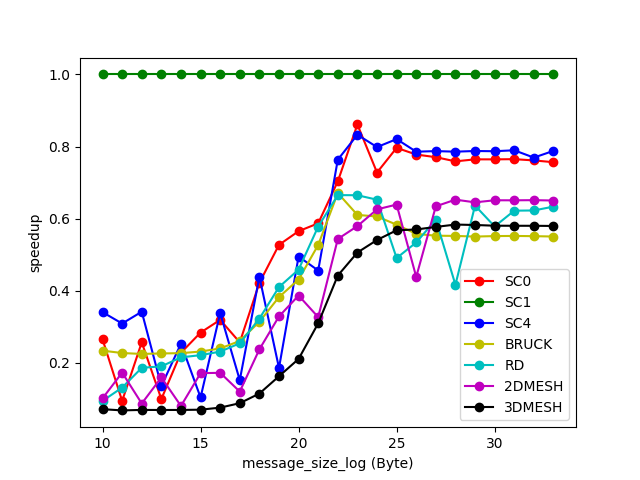 1.0
0.8
0.6
0.4
0.2
speedup
10 15 20 25 30
message_size_log (Byte)
SC0
SC1
SC4
BRUCK
RD
2DMESH
3DMESH